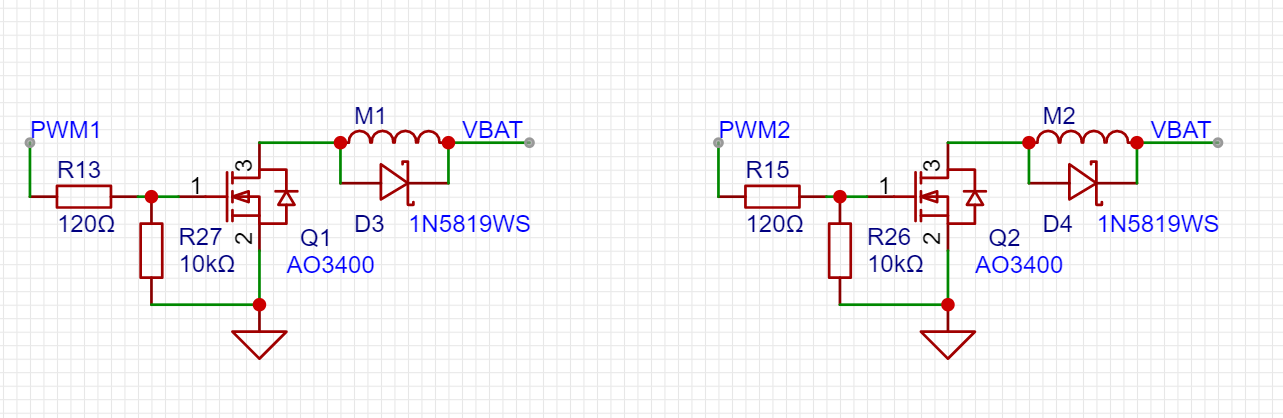 M1
PWM1
VBAT
R13
3
1
120Ω
D3
1N5819WS
R27
2
Q1
10kΩ
AO3400
M2
PWM2
VBAT
R15
3
1
120Ω
D4
1N5819WS
R26
2
Q2
10kΩ
AO3400